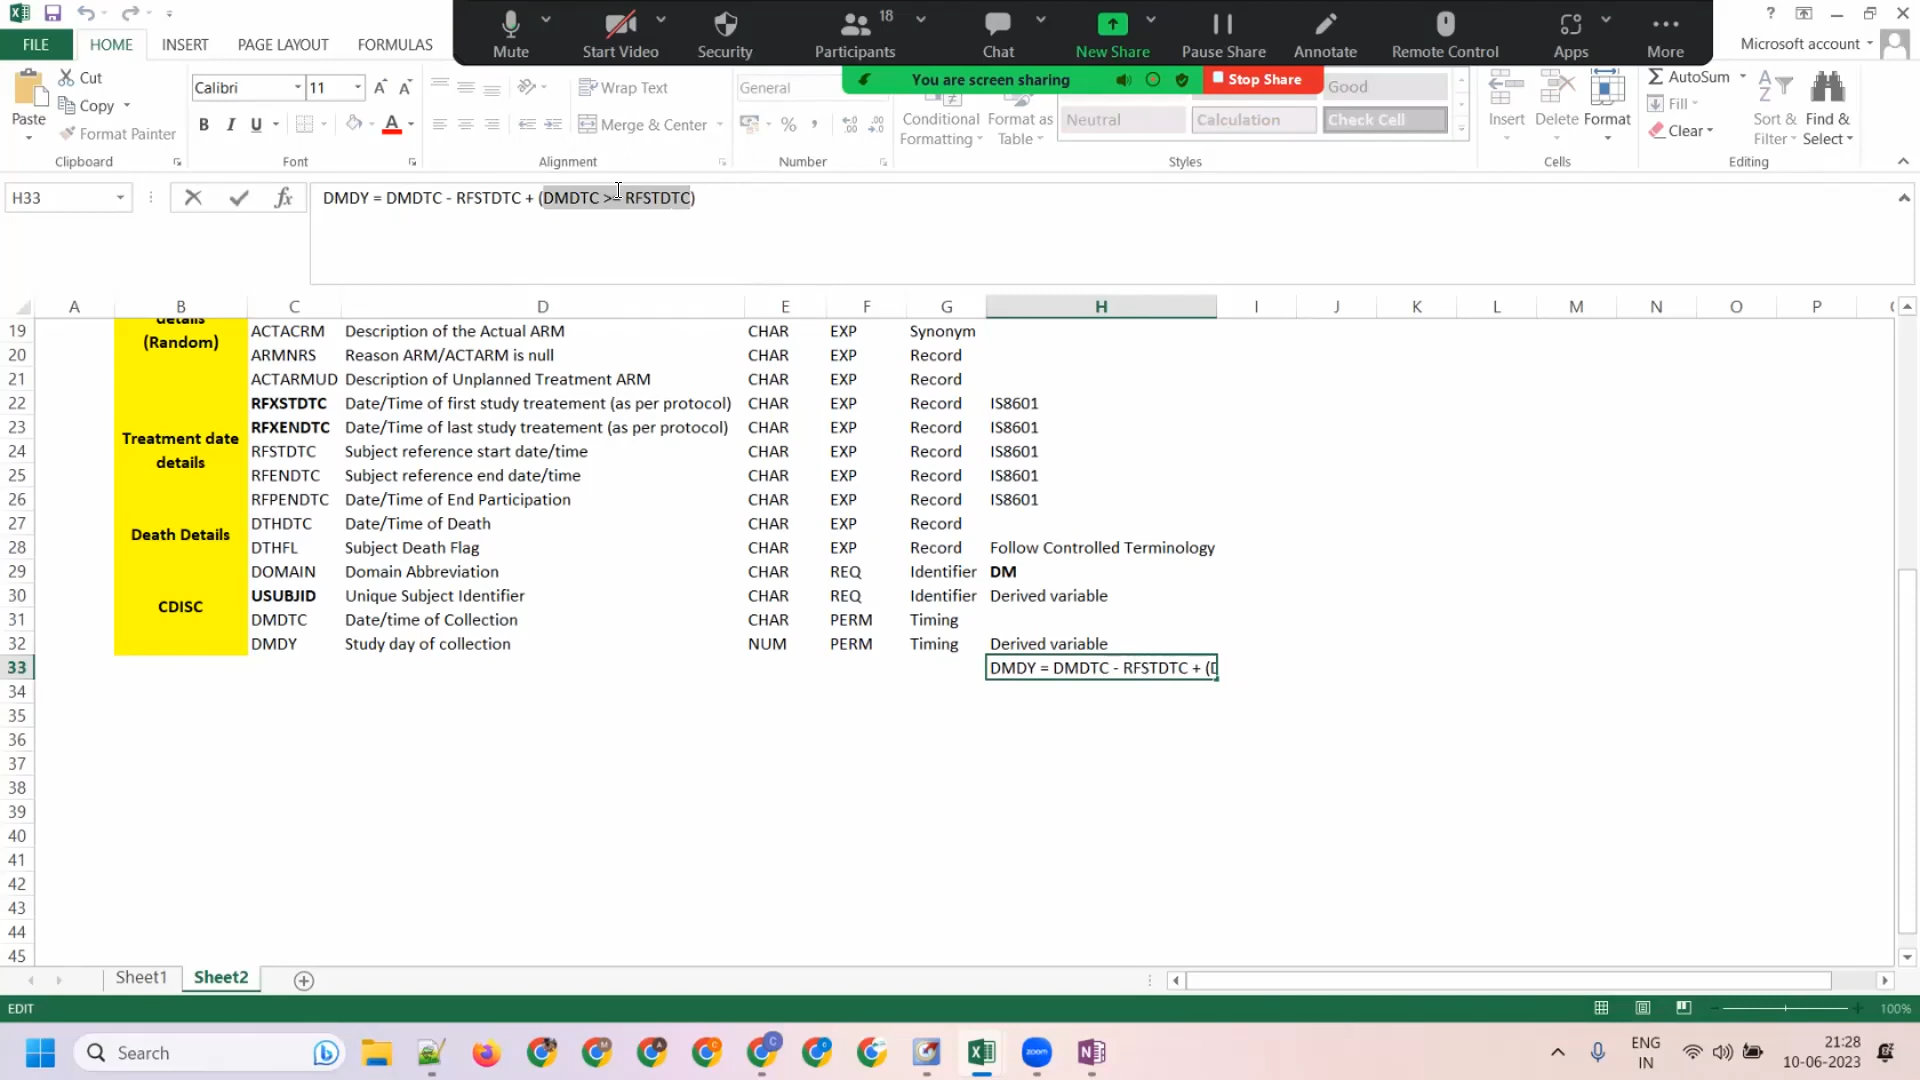 Mute
Start Video
Security
Participants
18
Chat
New Share
Pause Share
Annotate
Remote Control
Apps
More
You are screen sharing
Stop Share
?
Microsoft account
FILE
HOME
INSERT
PAGE LAYOUT
FORMULAS
Paste
Cut
Copy
Format Painter
Clipboard
Calibri
11
B I U
Font
Wrap Text
Merge & Center
Alignment
General
Number
Conditional Formatting
Format as Table
Good
Neutral
Calculation
Check Cell
Styles
Insert
Delete
Format
Cells
AutoSum
Fill
Clear
Sort & Filter
Find & Select
Editing
H33
DMDY = DMDTC - RFSTDTC + (DMDTC >= RFSTDTC)
A B C D E F G H I J K L M N O P
19 details (Random) ACTACRM Description of the Actual ARM CHAR EXP Synonym
20 ARMNRS Reason ARM/ACTARM is null CHAR EXP Record
21 ACTARMUD Description of Unplanned Treatment ARM CHAR EXP Record
22 RFXSTDTC Date/Time of first study treatement (as per protocol) CHAR EXP Record IS8601
23 RFXENDTC Date/Time of last study treatement (as per protocol) CHAR EXP Record IS8601
Treatment date details
24 RFSTDTC Subject reference start date/time CHAR EXP Record IS8601
25 RFENDTC Subject reference end date/time CHAR EXP Record IS8601
26 RFPENDTC Date/Time of End Participation CHAR EXP Record IS8601
27 DTHDTC Date/Time of Death CHAR EXP Record
Death Details
28 DTHFL Subject Death Flag CHAR EXP Record Follow Controlled Terminology
29 DOMAIN Domain Abbreviation CHAR REQ Identifier DM
30 USUBJID Unique Subject Identifier CHAR REQ Identifier Derived variable
CDISC
31 DMDTC Date/time of Collection CHAR PERM Timing
32 DMDY Study day of collection NUM PERM Timing Derived variable
33 DMDY = DMDTC - RFSTDTC + (D
34
35
36
37
38
39
40
41
42
43
44
45
Sheet1
Sheet2
EDIT
100%
Search
zoom
ENG
IN
21:28
10-06-2023